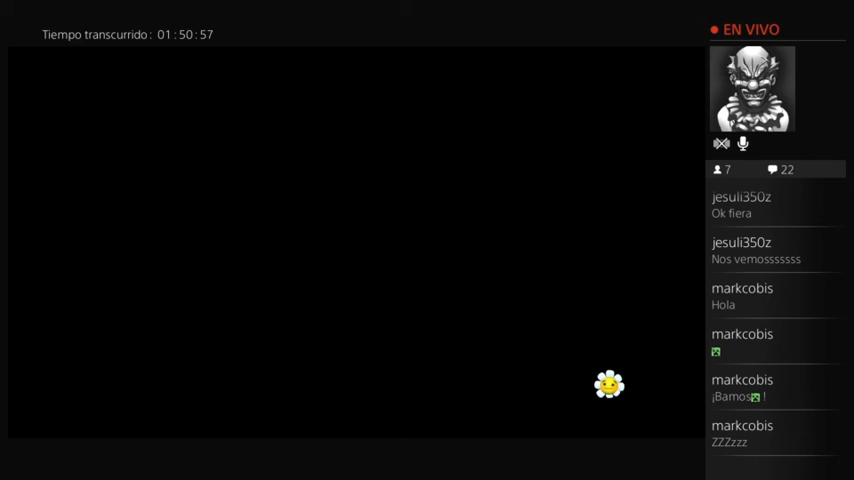 Tiempo transcurrido: 01:50:57
EN VIVO
7
22
jesuli350z
Ok fiera
jesuli350z
Nos vemosssssss
markcobis
Hola
markcobis
markcobis
¡Bamos !
markcobis
ZZZzzz